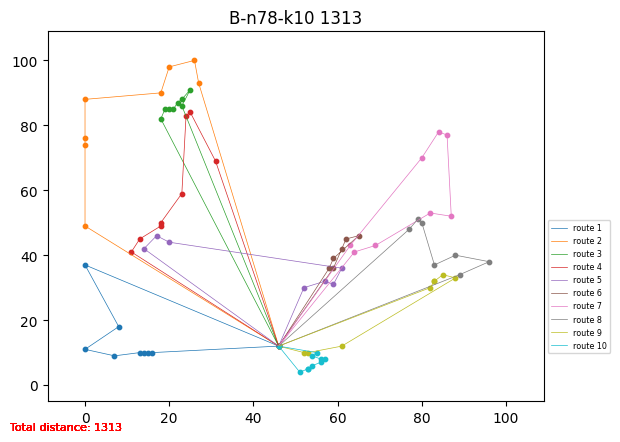 B-n78-k10 1313
100
80
60
40
20
0
0 20 40 60 80 100
route 1
route 2
route 3
route 4
route 5
route 6
route 7
route 8
route 9
route 10
Total distance: 1313